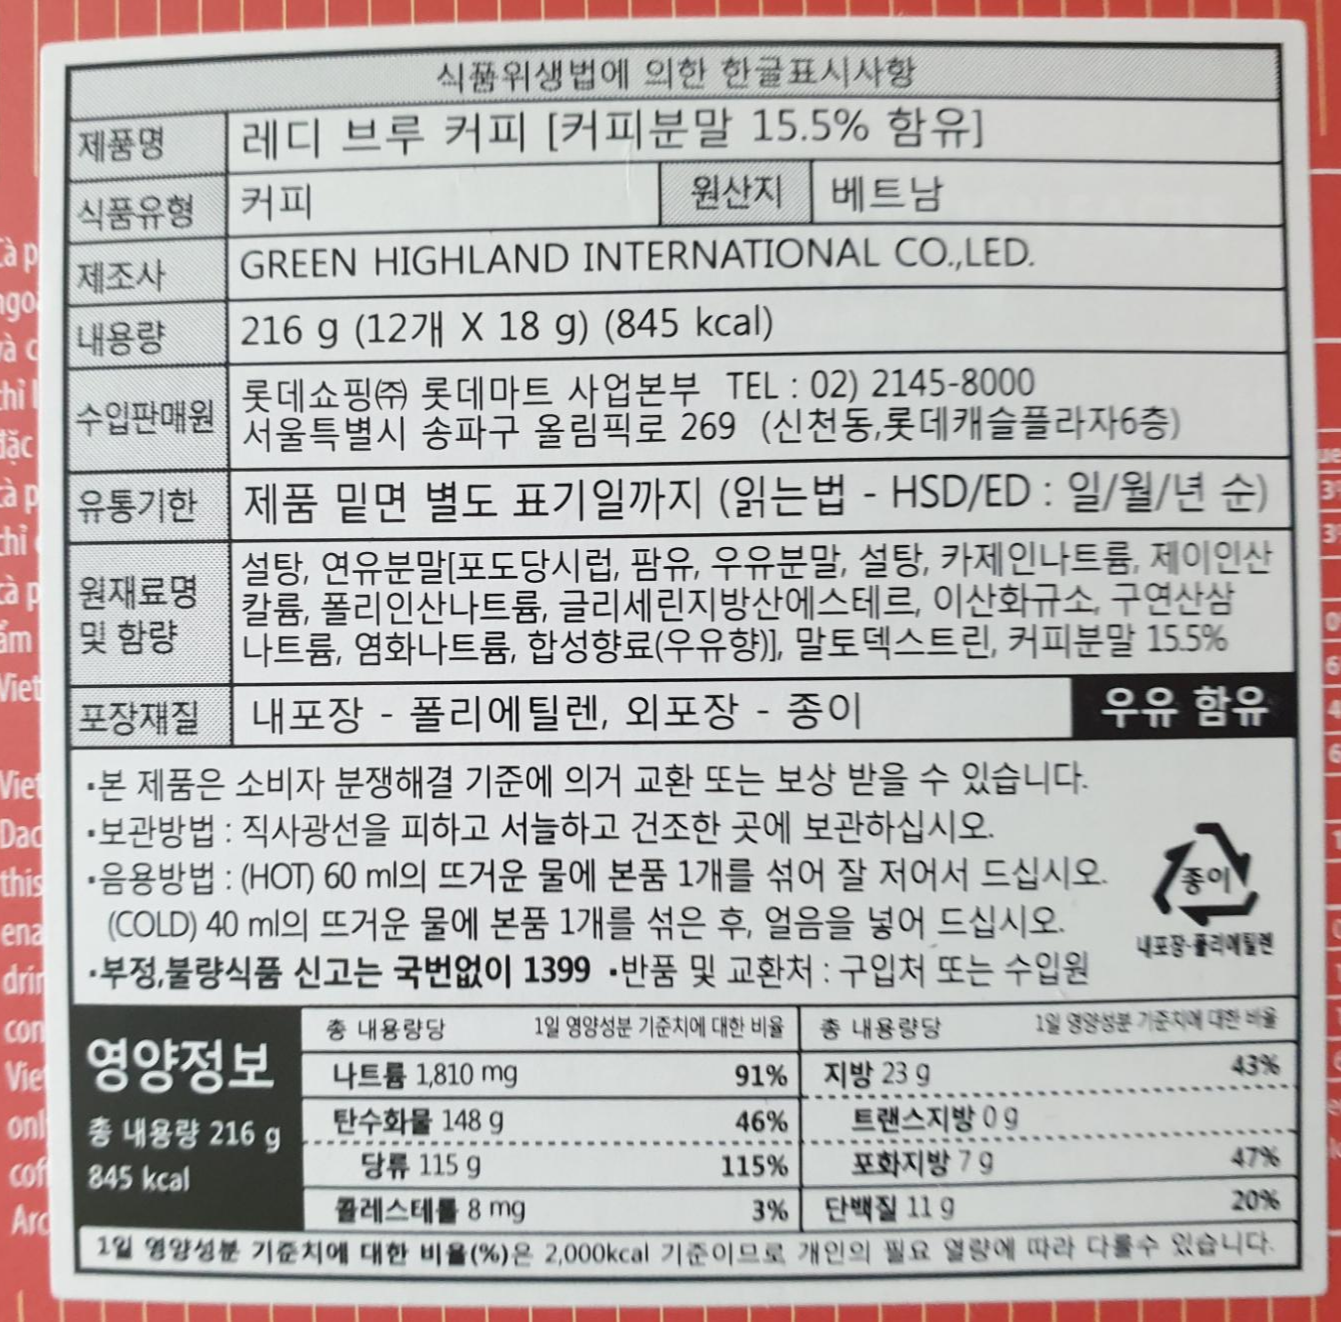 식품위생법에 의한 한글표시사항
제품명 레디 브루 커피 [커피분말 15.5% 함유]
식품유형 커피 원산지 베트남
제조사 GREEN HIGHLAND INTERNATIONAL CO.,LED.
내용량 216 g (12개 X 18 g) (845 kcal)
수입판매원 롯데쇼핑㈜ 롯데마트 사업본부 TEL : 02) 2145-8000
서울특별시 송파구 올림픽로 269 (신천동,롯데캐슬플라자6층)
유통기한 제품 밑면 별도 표기일까지 (읽는법 - HSD/ED : 일/월/년 순)
원재료명 및 함량
설탕, 연유분말[포도당시럽, 팜유, 우유분말, 설탕, 카제인나트륨, 제이인산
칼륨, 폴리인산나트륨, 글리세린지방산에스테르, 이산화규소, 구연산삼
나트륨, 염화나트륨, 합성향료(우유향)], 말토덱스트린, 커피분말 15.5%
포장재질 내포장 - 폴리에틸렌, 외포장 - 종이 우유 함유
·본 제품은 소비자 분쟁해결 기준에 의거 교환 또는 보상 받을 수 있습니다.
·보관방법 : 직사광선을 피하고 서늘하고 건조한 곳에 보관하십시오.
·음용방법 : (HOT) 60 ml의 뜨거운 물에 본품 1개를 섞어 잘 저어서 드십시오.
(COLD) 40 ml의 뜨거운 물에 본품 1개를 섞은 후, 얼음을 넣어 드십시오.
·부정,불량식품 신고는 국번없이 1399 ·반품 및 교환처 : 구입처 또는 수입원
종이
내포장-폴리에틸렌
영양정보
총 내용량 216 g
845 kcal
총 내용량당 1일 영양성분 기준치에 대한 비율 총 내용량당 1일 영양성분 기준치에 대한 비율
나트륨 1,810 mg 91% 지방 23 g 43%
탄수화물 148 g 46% 트랜스지방 0 g
당류 115 g 115% 포화지방 7 g 47%
콜레스테롤 8 mg 3% 단백질 11 g 20%
1일 영양성분 기준치에 대한 비율(%)은 2,000kcal 기준이므로 개인의 필요 열량에 따라 다를수 있습니다.